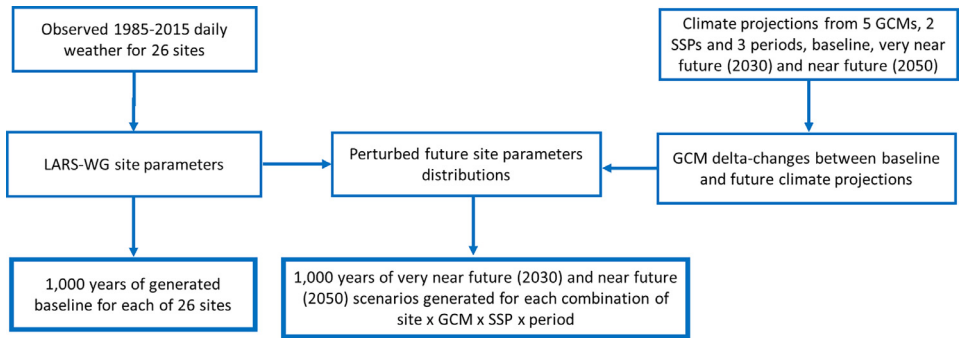 Observed 1985-2015 daily
weather for 26 sites
Climate projections from 5 GCMs, 2
SSPs and 3 periods, baseline, very near
future (2030) and near future (2050)
LARS-WG site parameters
Perturbed future site parameters
distributions
GCM delta-changes between baseline
and future climate projections
1,000 years of generated
baseline for each of 26 sites
1,000 years of very near future (2030) and near future
(2050) scenarios generated for each combination of
site x GCM x SSP x period